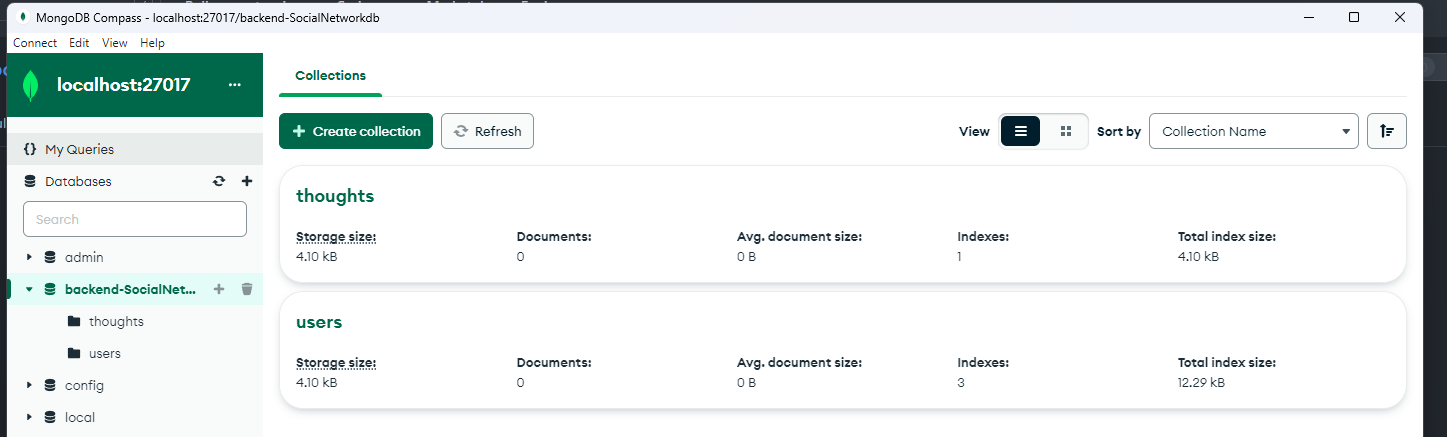 MongoDB Compass - localhost:27017/backend-SocialNetworkdb
Connect Edit View Help
localhost:27017 ...
My Queries
Databases
Search
admin
backend-SocialNet...
thoughts
users
config
local
Collections
Create collection Refresh View Sort by Collection Name
thoughts
Storage size: Documents: Avg. document size: Indexes: Total index size:
4.10 kB 0 0 B 1 4.10 kB
users
Storage size: Documents: Avg. document size: Indexes: Total index size:
4.10 kB 0 0 B 3 12.29 kB